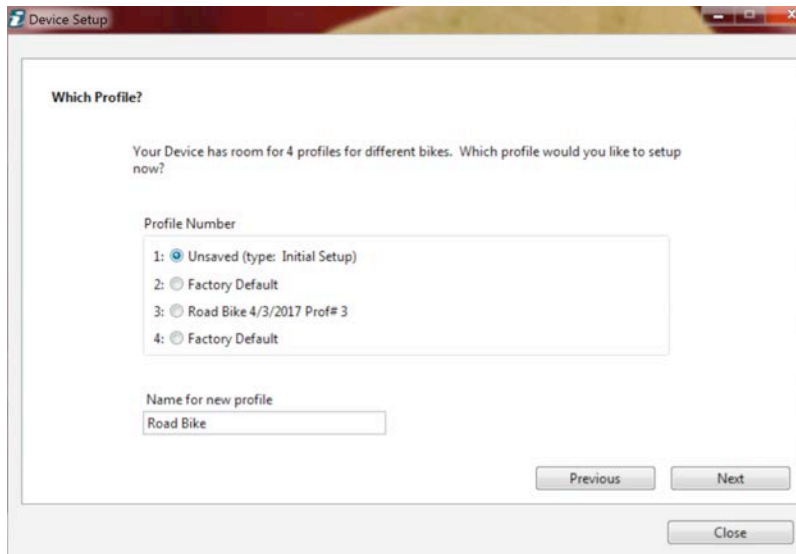 Device Setup
Which Profile?
Your Device has room for 4 profiles for different bikes. Which profile would you like to setup
now?
Profile Number
1: Unsaved (type: Initial Setup)
2: Factory Default
3: Road Bike 4/3/2017 Prof# 3
4: Factory Default
Name for new profile
Road Bike
Previous Next
Close